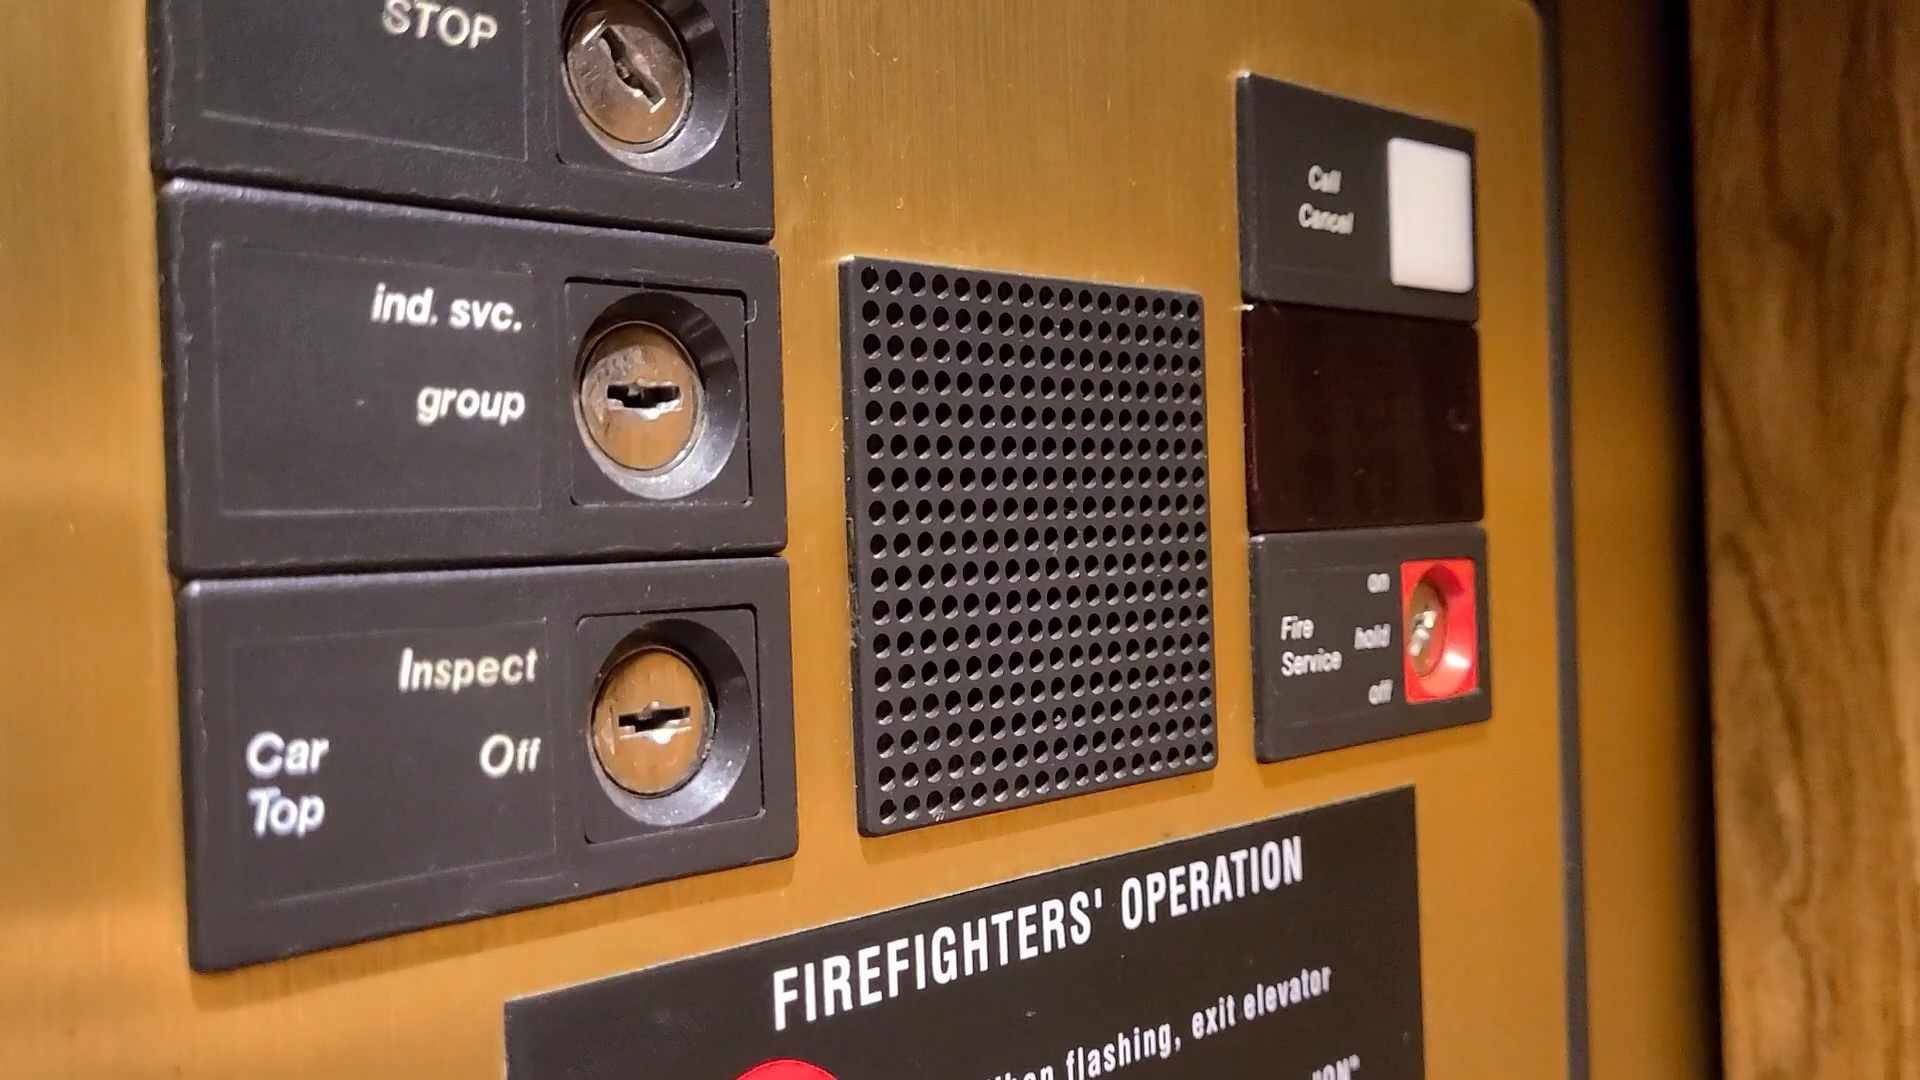 STOP
ind. svc.
group
Inspect
Car
Top
Off
Call
Cancel
on
Fire
Service
hold
off
FIREFIGHTERS' OPERATION
flashing, exit elevator
"ON"